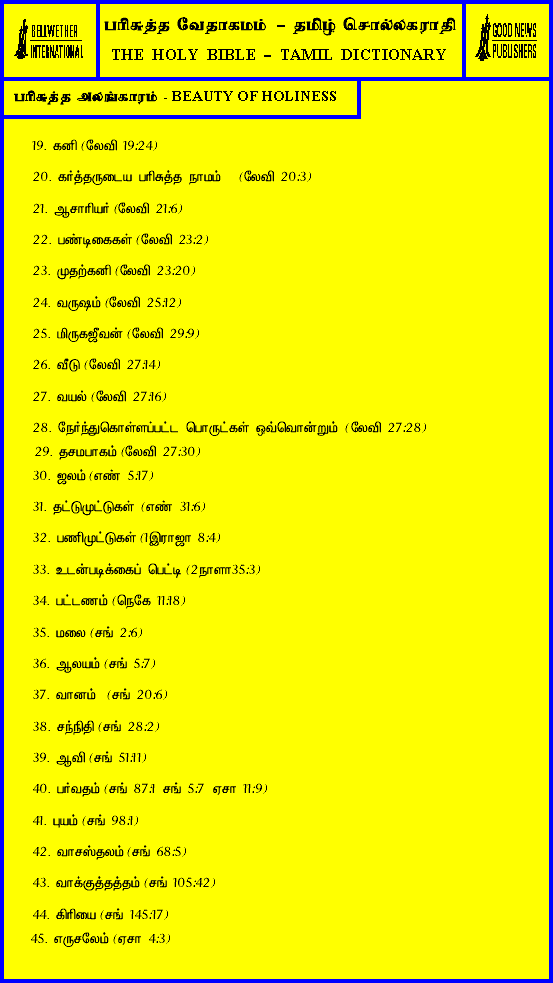 BELLWETHER
INTERNATIONAL
பரிசுத்த வேதாகமம் – தமிழ் சொல்லகராதி
THE HOLY BIBLE – TAMIL DICTIONARY
GOOD NEWS
PUBLISHERS
பரிசுத்த அலங்காரம் - BEAUTY OF HOLINESS
19. கனி (லேவி 19:24)
20. கர்த்தருடைய பரிசுத்த நாமம் (லேவி 20:3)
21. ஆசாரியர் (லேவி 21:6)
22. பண்டிகைகள் (லேவி 23:2)
23. முதற்கனி (லேவி 23:20)
24. வருஷம் (லேவி 25:12)
25. மிருகஜீவன் (லேவி 29:9)
26. வீடு (லேவி 27:14)
27. வயல் (லேவி 27:16)
28. நேர்ந்துகொள்ளப்பட்ட பொருட்கள் ஒவ்வொன்றும் (லேவி 27:28)
29. தசமபாகம் (லேவி 27:30)
30. ஜலம் (எண் 5:17)
31. தட்டுமுட்டுகள் (எண் 31:6)
32. பணிமுட்டுகள் (1இராஜா 8:4)
33. உடன்படிக்கைப் பெட்டி (2நாளா35:3)
34. பட்டணம் (நெகே 11:18)
35. மலை (சங் 2:6)
36. ஆலயம் (சங் 5:7)
37. வானம் (சங் 20:6)
38. சந்நிதி (சங் 28:2)
39. ஆவி (சங் 51:11)
40. பர்வதம் (சங் 87:1 சங் 5:7 ஏசா 11:9)
41. புயம் (சங் 98:1)
42. வாசஸ்தலம் (சங் 68:5)
43. வாக்குத்தத்தம் (சங் 105:42)
44. கிரியை (சங் 145:17)
45. எருசலேம் (ஏசா 4:3)